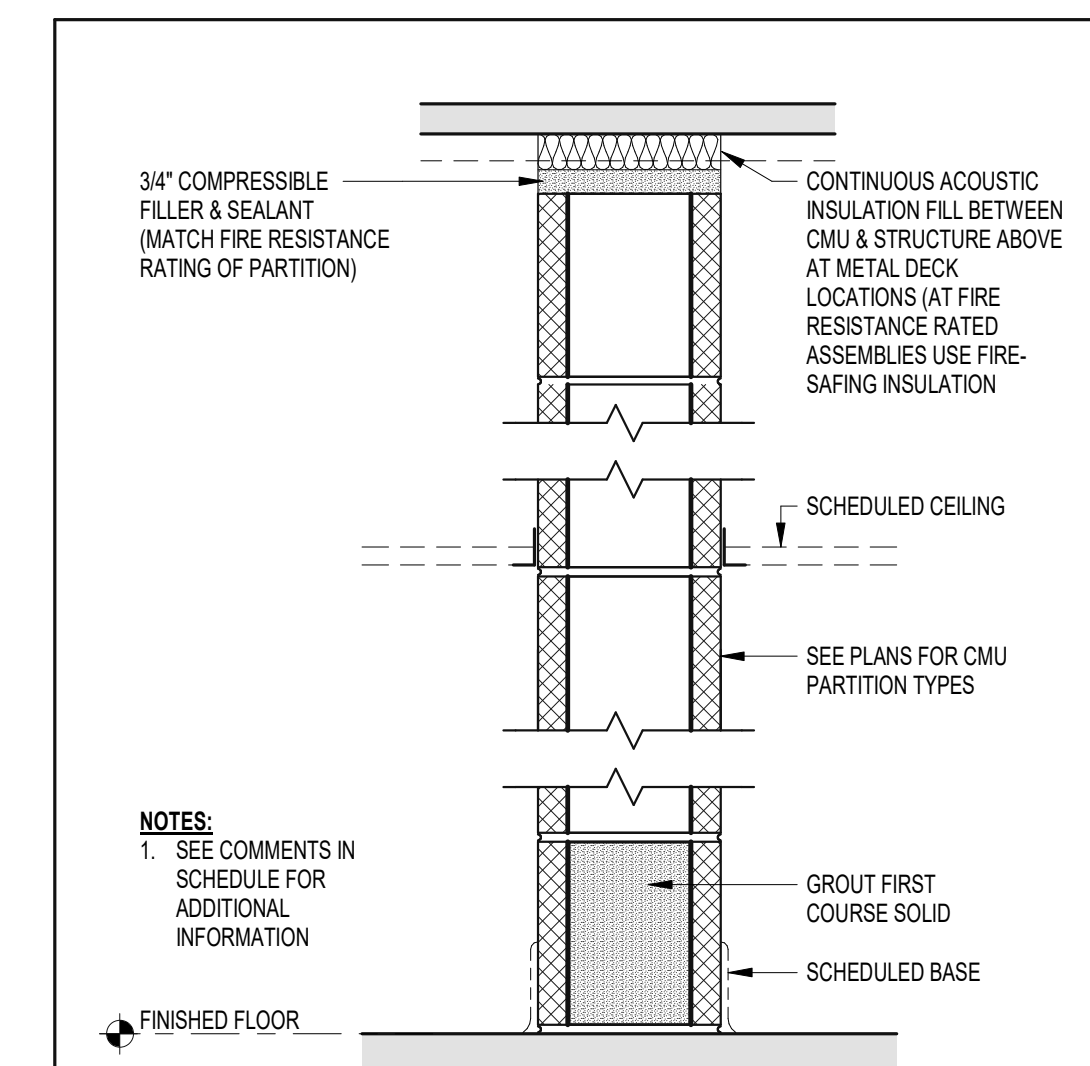 3/4" COMPRESSIBLE
FILLER & SEALANT
(MATCH FIRE RESISTANCE
RATING OF PARTITION)
CONTINUOUS ACOUSTIC
INSULATION FILL BETWEEN
CMU & STRUCTURE ABOVE
AT METAL DECK
LOCATIONS (AT FIRE
RESISTANCE RATED
ASSEMBLIES USE FIRE-
SAFING INSULATION
SCHEDULED CEILING
SEE PLANS FOR CMU
PARTITION TYPES
NOTES:
1. SEE COMMENTS IN
SCHEDULE FOR
ADDITIONAL
INFORMATION
GROUT FIRST
COURSE SOLID
SCHEDULED BASE
FINISHED FLOOR